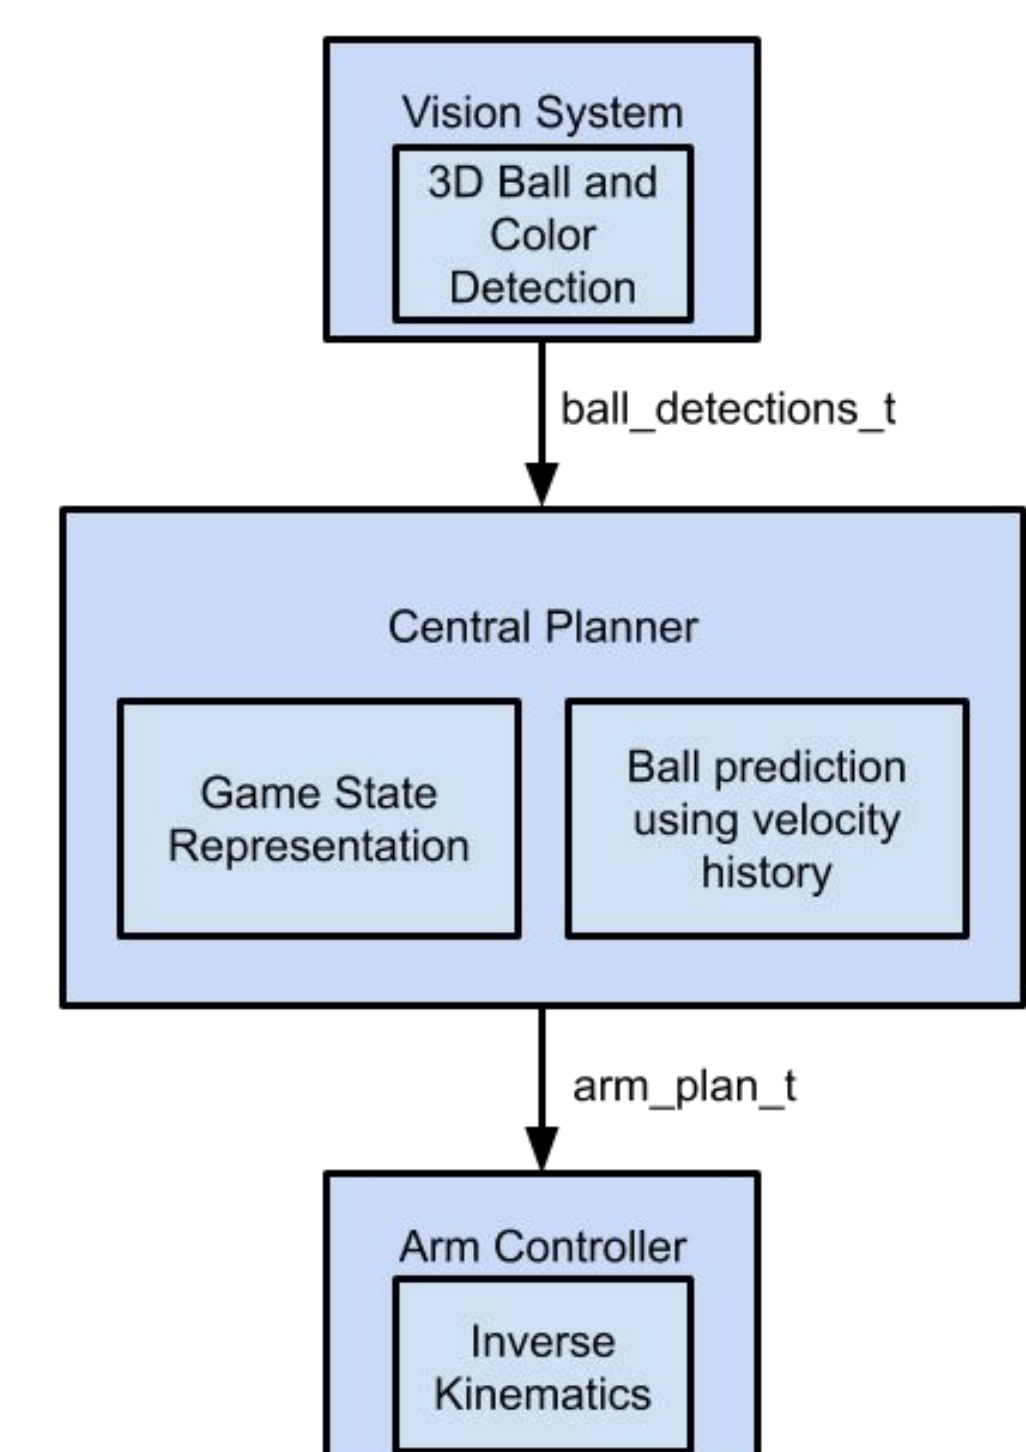 Vision System
3D Ball and
Color
Detection
ball_detections_t
Central Planner
Game State
Representation
Ball prediction
using velocity
history
arm_plan_t
Arm Controller
Inverse
Kinematics